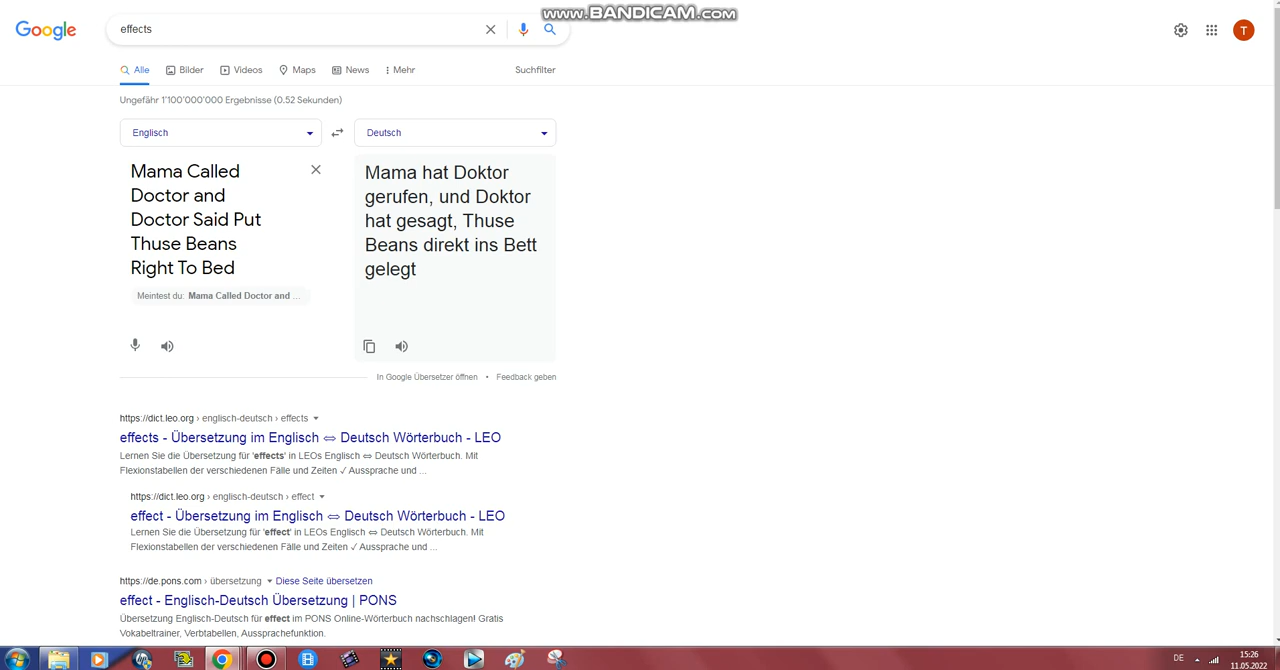 www.BANDICAM.com
Google
effects
T
Alle
Bilder
Videos
Maps
News
Mehr
Suchfilter
Ungefähr 1'100'000'000 Ergebnisse (0.52 Sekunden)
Englisch
Deutsch
Mama Called
Doctor and
Doctor Said Put
Thuse Beans
Right To Bed
Meintest du: Mama Called Doctor and ...
Mama hat Doktor
gerufen, und Doktor
hat gesagt, Thuse
Beans direkt ins Bett
gelegt
In Google Übersetzer öffnen • Feedback geben
https://dict.leo.org › englisch-deutsch › effects
effects - Übersetzung im Englisch ⇔ Deutsch Wörterbuch - LEO
Lernen Sie die Übersetzung für 'effects' in LEOs Englisch ⇔ Deutsch Wörterbuch. Mit
Flexionstabellen der verschiedenen Fälle und Zeiten ✓ Aussprache und ...
https://dict.leo.org › englisch-deutsch › effect
effect - Übersetzung im Englisch ⇔ Deutsch Wörterbuch - LEO
Lernen Sie die Übersetzung für 'effect' in LEOs Englisch ⇔ Deutsch Wörterbuch. Mit
Flexionstabellen der verschiedenen Fälle und Zeiten ✓ Aussprache und ...
https://de.pons.com › übersetzung Diese Seite übersetzen
effect - Englisch-Deutsch Übersetzung | PONS
Übersetzung Englisch-Deutsch für effect im PONS Online-Wörterbuch nachschlagen! Gratis
Vokabeltrainer, Verbtabellen, Aussprachefunktion.
DE
15:26
11.05.2022